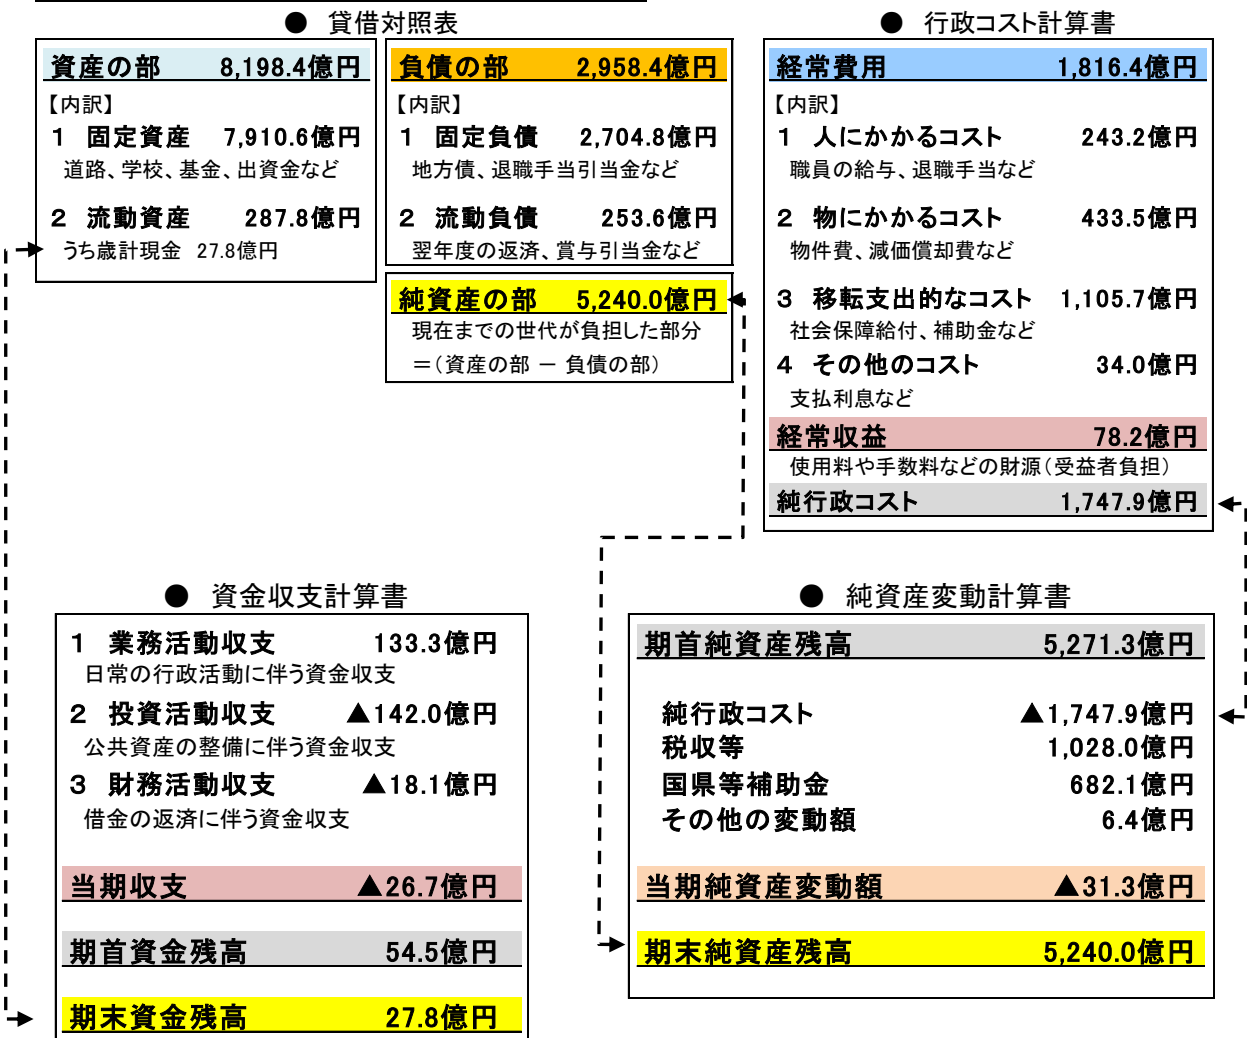 ● 貸借対照表
資産の部 8,198.4億円
【内訳】
1 固定資産 7,910.6億円
道路、学校、基金、出資金など
2 流動資産 287.8億円
うち歳計現金 27.8億円
負債の部 2,958.4億円
【内訳】
1 固定負債 2,704.8億円
地方債、退職手当引当金など
2 流動負債 253.6億円
翌年度の返済、賞与引当金など
純資産の部 5,240.0億円
現在までの世代が負担した部分
＝（資産の部 － 負債の部）
● 行政コスト計算書
経常費用 1,816.4億円
【内訳】
1 人にかかるコスト 243.2億円
職員の給与、退職手当など
2 物にかかるコスト 433.5億円
物件費、減価償却費など
3 移転支出的なコスト 1,105.7億円
社会保障給付、補助金など
4 その他のコスト 34.0億円
支払利息など
経常収益 78.2億円
使用料や手数料などの財源（受益者負担）
純行政コスト 1,747.9億円
● 資金収支計算書
1 業務活動収支 133.3億円
日常の行政活動に伴う資金収支
2 投資活動収支 ▲142.0億円
公共資産の整備に伴う資金収支
3 財務活動収支 ▲18.1億円
借金の返済に伴う資金収支
当期収支 ▲26.7億円
期首資金残高 54.5億円
期末資金残高 27.8億円
● 純資産変動計算書
期首純資産残高 5,271.3億円
純行政コスト ▲1,747.9億円
税収等 1,028.0億円
国県等補助金 682.1億円
その他の変動額 6.4億円
当期純資産変動額 ▲31.3億円
期末純資産残高 5,240.0億円